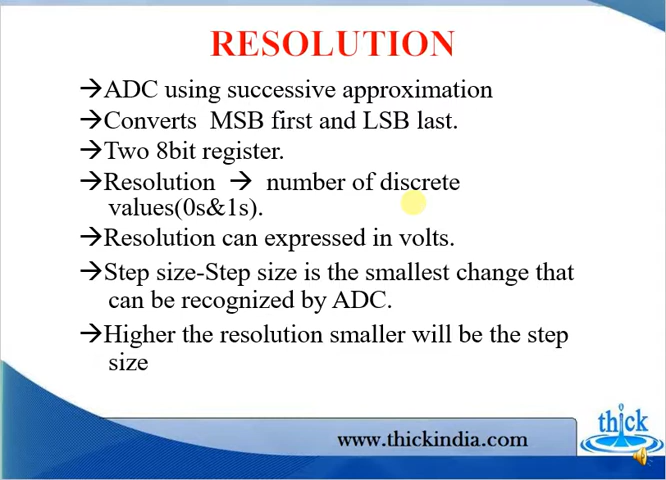 RESOLUTION
→ADC using successive approximation
→Converts MSB first and LSB last.
→Two 8bit register.
→Resolution → number of discrete
values(0s&1s).
→Resolution can expressed in volts.
→Step size-Step size is the smallest change that
can be recognized by ADC.
→Higher the resolution smaller will be the step
size
thick
www.thickindia.com